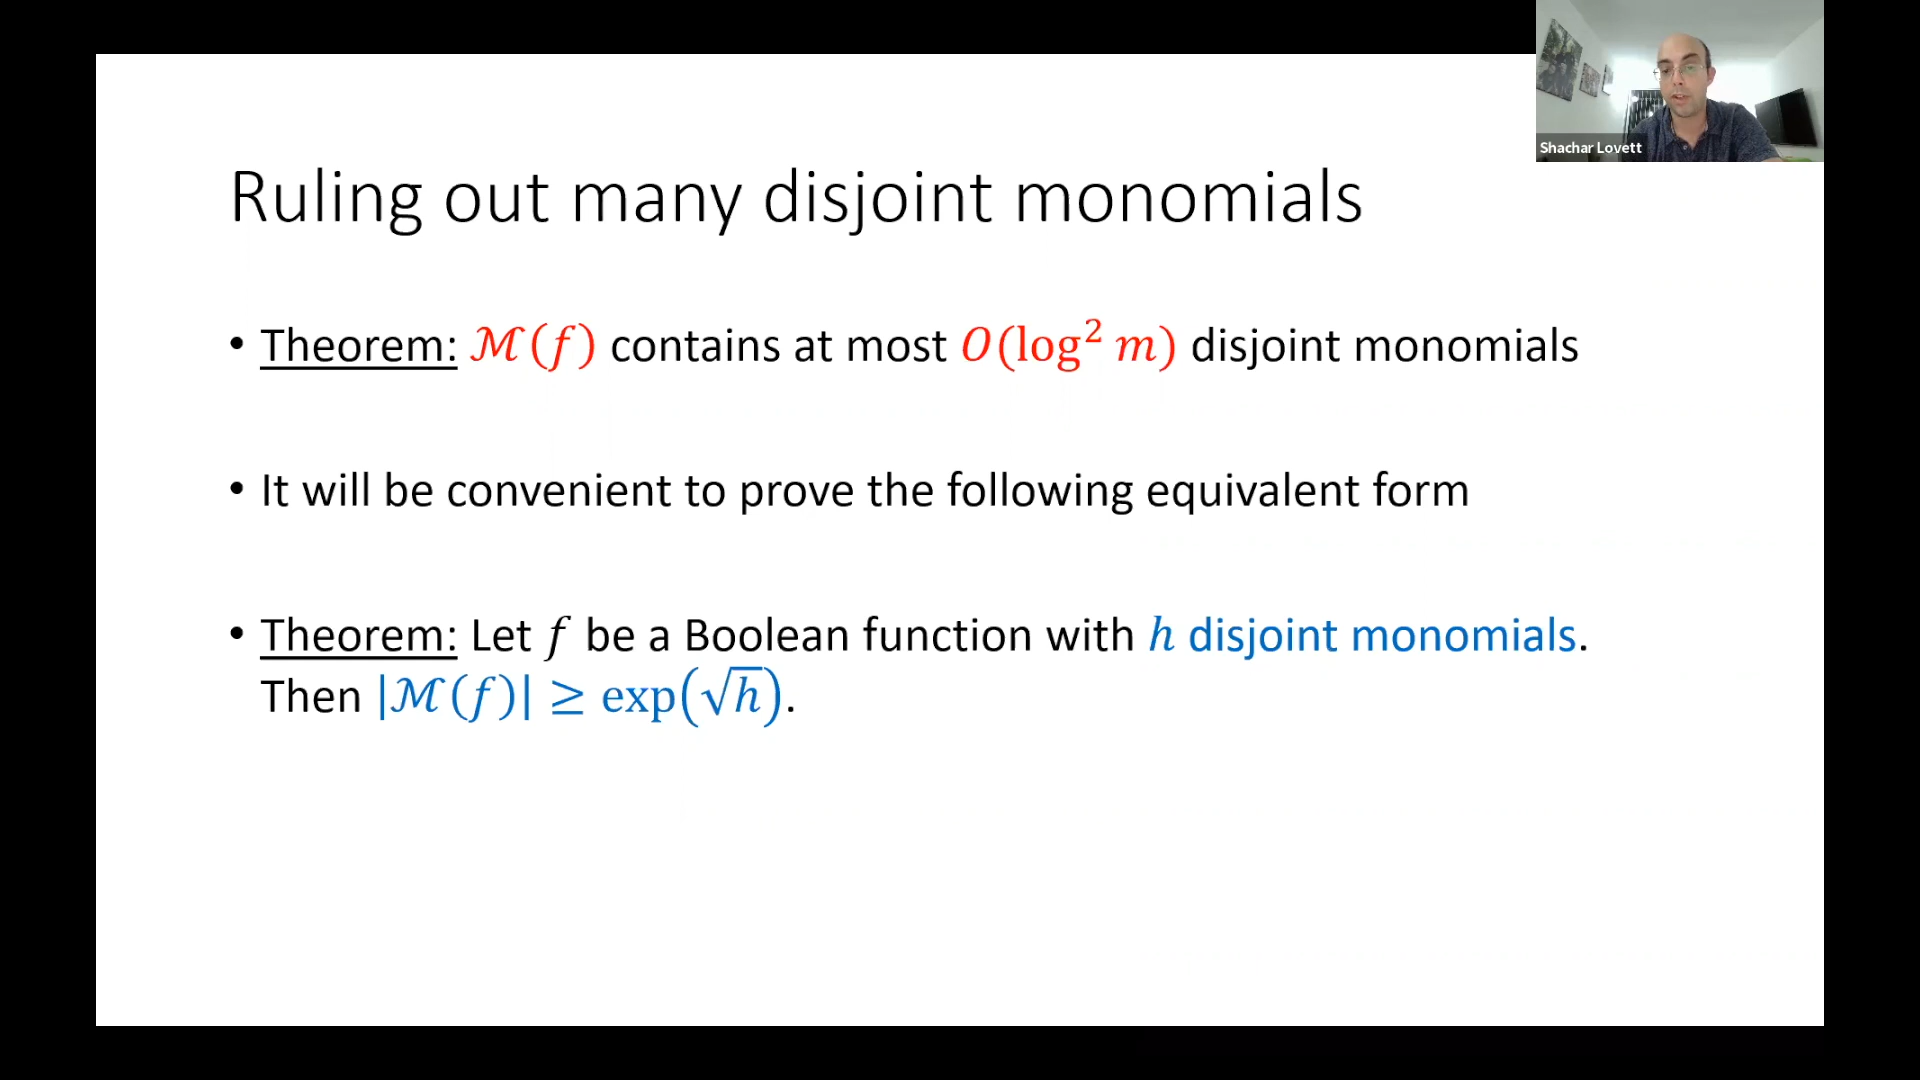 Shachar Lovett
Ruling out many disjoint monomials
• Theorem: ℳ(f) contains at most O(log² m) disjoint monomials
• It will be convenient to prove the following equivalent form
• Theorem: Let f be a Boolean function with h disjoint monomials.
Then |ℳ(f)| ≥ exp(√h).